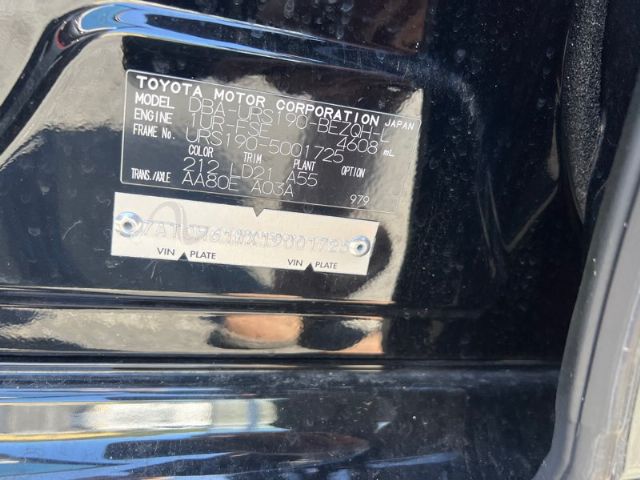 TOYOTA MOTOR CORPORATION JAPAN
MODEL DBA-URS190-BEZQH-L
ENGINE 1UR-FSE 4608 mL
FRAME No. URS190-5001725
COLOR TRIM PLANT OPTION
212 LD21 A55
TRANS./AXLE AA80E A03A 979
VIN PLATE VIN PLATE